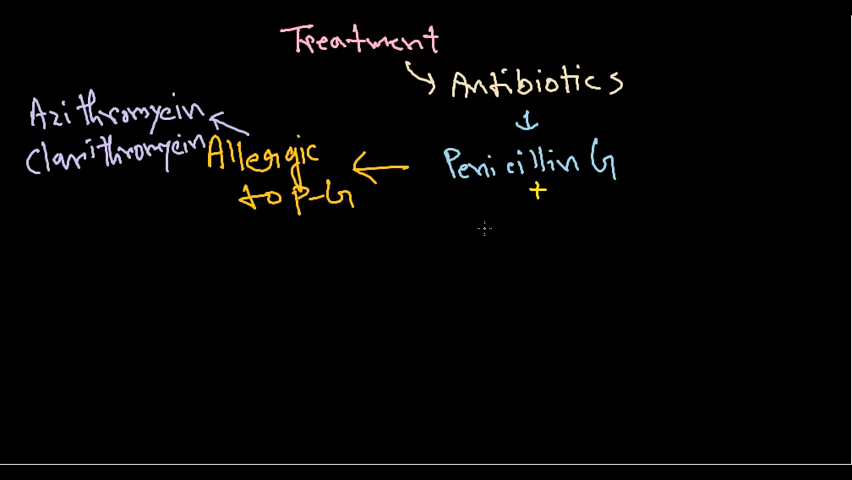 Treatment
Antibiotics
Penicillin G
+
Allergic
to P-G
Azithromycin
Clarithromycin